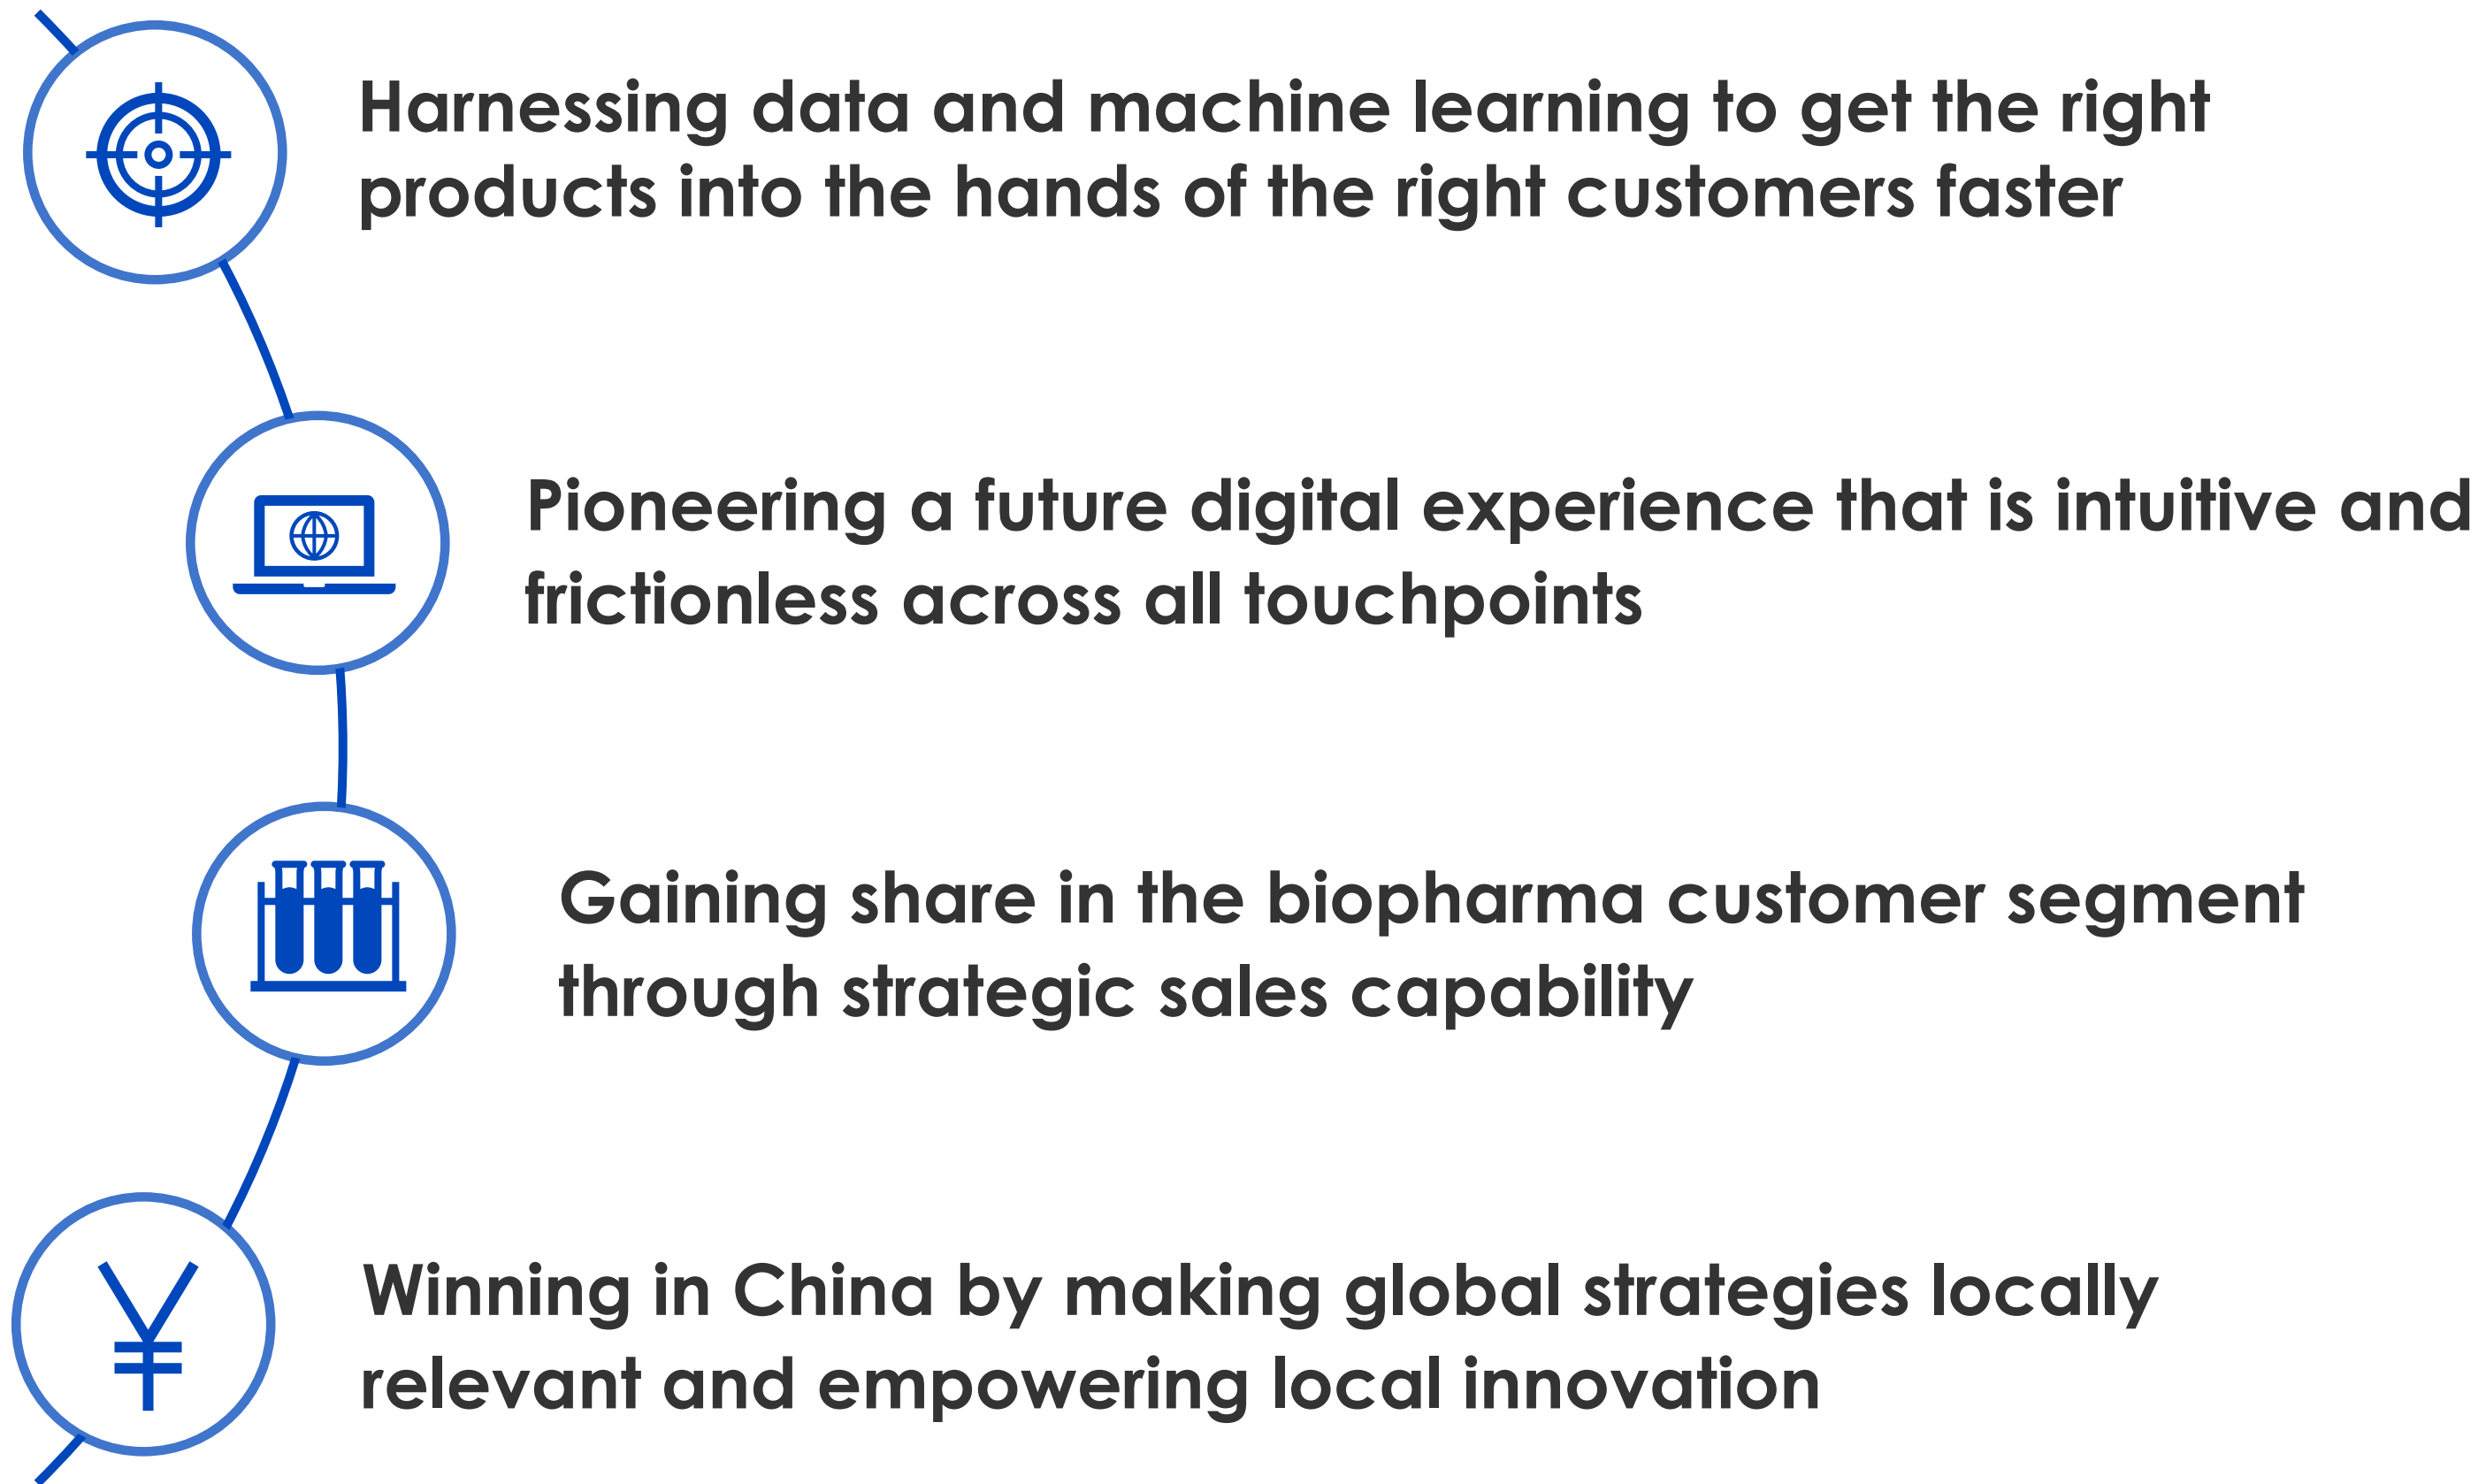 Harnessing data and machine learning to get the right
products into the hands of the right customers faster
Pioneering a future digital experience that is intuitive and
frictionless across all touchpoints
Gaining share in the biopharma customer segment
through strategic sales capability
¥
Winning in China by making global strategies locally
relevant and empowering local innovation